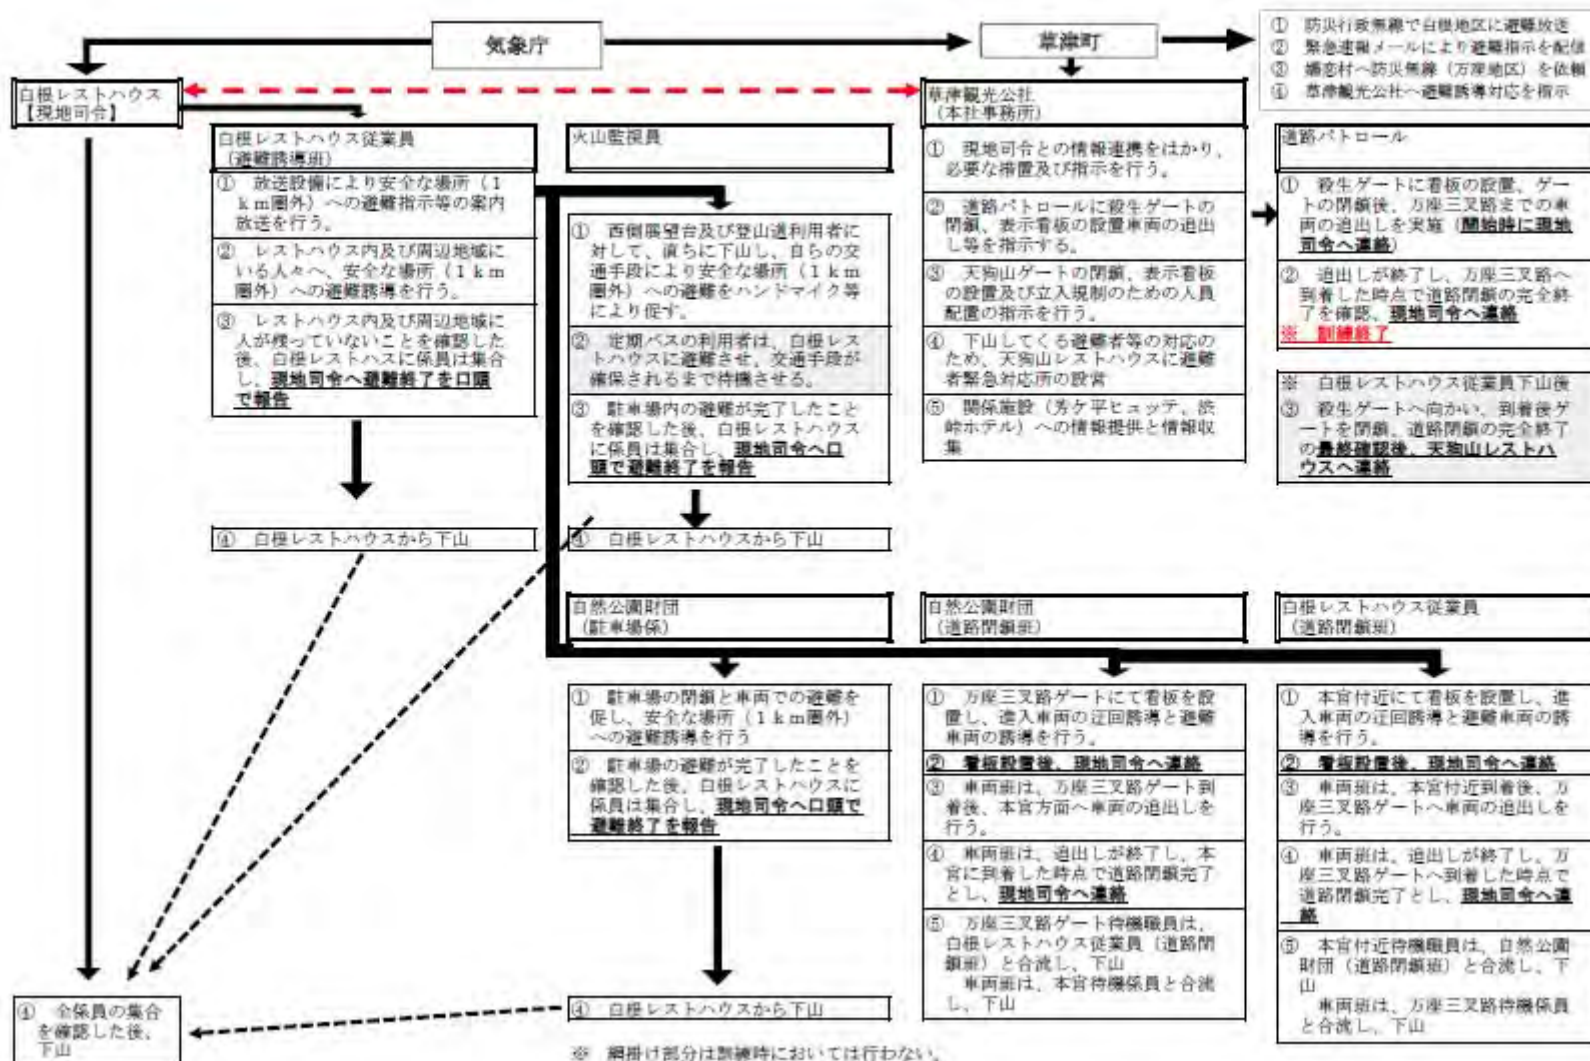 気象庁
草津町
① 防災行政無線で白根地区に避難放送
② 緊急速報メールにより避難指示を配信
③ 嬬恋村へ防災無線（万座地区）を依頼
④ 草津観光公社へ避難誘導対応を指示
白根レストハウス
【現地司令】
草津観光公社
（本社事務所）
白根レストハウス従業員
（避難誘導班）
火山監視員
道路パトロール
① 放送設備により安全な場所（1
km圏外）への避難指示等の案内
放送を行う。
② レストハウス内及び周辺地域に
いる人々へ、安全な場所（1km
圏外）への避難誘導を行う。
③ レストハウス内及び周辺地域に
人が残っていないことを確認した
後、白根レストハスに係員は集合
し、現地司令へ避難終了を口頭
で報告
④ 白根レストハウスから下山
① 西側展望台及び登山道利用者に
対して、直ちに下山し、自らの交
通手段により安全な場所（1km
圏外）への避難をハンドマイク等
により促す。
② 定期バスの利用者は、白根レス
トハウスに避難させ、交通手段が
確保されるまで待機させる。
③ 駐車場内の避難が完了したこと
を確認した後、白根レストハウス
に係員は集合し、現地司令へ口
頭で避難終了を報告
④ 白根レストハウスから下山
① 現地司令との情報連携をはかり、
必要な措置及び指示を行う。
② 道路パトロールに殺生ゲートの
閉鎖、表示看板の設置車両の追出
し等を指示する。
③ 天狗山ゲートの閉鎖、表示看板
の設置及び立入規制のための人員
配置の指示を行う。
④ 下山してくる避難者等の対応の
ため、天狗山レストハウスに避難
者緊急対応所の設営
⑤ 関係施設（芳ケ平ヒュッテ、渋
峠ホテル）への情報提供と情報収
集
① 殺生ゲートに看板の設置、ゲー
トの閉鎖後、万座三叉路までの車
両の追出しを実施（開始時に現地
司令へ連絡）
② 追出しが終了し、万座三叉路へ
到着した時点で道路閉鎖の完全終
了を確認、現地司令へ連絡
※ 訓練終了
※ 白根レストハウス従業員下山後
③ 殺生ゲートへ向かい、到着後ゲ
ートを閉鎖、道路閉鎖の完全終了
の最終確認後、天狗山レストハ
ウスへ連絡
自然公園財団
（駐車場係）
自然公園財団
（道路閉鎖班）
白根レストハウス従業員
（道路閉鎖班）
① 駐車場の閉鎖と車両での避難を
促し、安全な場所（1km圏外）
への避難誘導を行う
② 駐車場の避難が完了したことを
確認した後、白根レストハウスに
係員は集合し、現地司令へ口頭で
避難終了を報告
④ 白根レストハウスから下山
① 万座三叉路ゲートにて看板を設
置し、進入車両の迂回誘導と避難
車両の誘導を行う。
② 看板設置後、現地司令へ連絡
③ 車両班は、万座三叉路ゲート到
着後、本宮方面へ車両の追出しを
行う。
④ 車両班は、追出しが終了し、本
宮に到着した時点で道路閉鎖完了
とし、現地司令へ連絡
⑤ 万座三叉路ゲート待機職員は、
白根レストハウス従業員（道路閉
鎖班）と合流し、下山
車両班は、本宮待機係員と合流
し、下山
① 本宮付近にて看板を設置し、進
入車両の迂回誘導と避難車両の誘
導を行う。
② 看板設置後、現地司令へ連絡
③ 車両班は、本宮付近到着後、万
座三叉路ゲートへ車両の追出しを
行う。
④ 車両班は、追出しが終了し、万
座三叉路ゲートへ到着した時点で
道路閉鎖完了とし、現地司令へ連
絡
⑤ 本宮付近待機職員は、自然公園
財団（道路閉鎖班）と合流し、下
山
車両班は、万座三叉路待機係員
と合流し、下山
④ 全係員の集合
を確認した後、
下山
※ 網掛け部分は訓練時においては行わない。